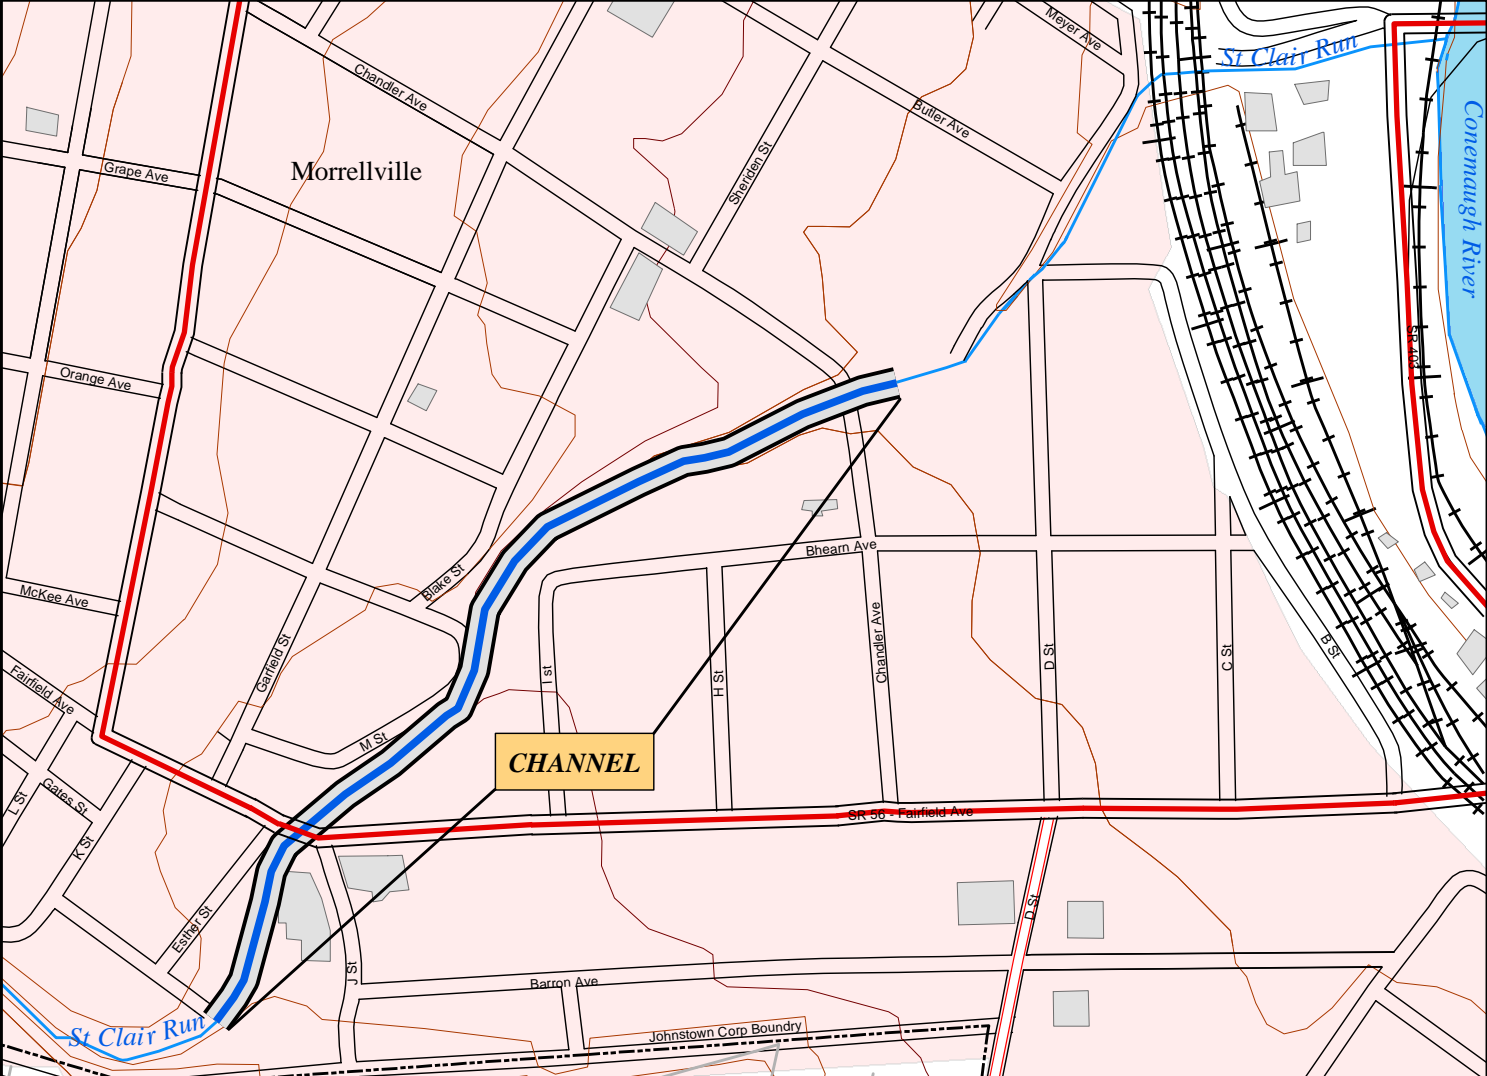 Meyer Ave
St Clair Run
Chandler Ave
Butler Ave
Conemaugh River
Grape Ave
Morrellville
Sheriden St
SR 403
Orange Ave
Bhearn Ave
Blake St
McKee Ave
Garfield St
Chandler Ave
D St
C St
B St
I st
H St
Fairfield Ave
M St
CHANNEL
Gates St
L St
K St
SR 56 - Fairfield Ave
Esther St
D St
J St
Barron Ave
St Clair Run
Johnstown Corp Boundry